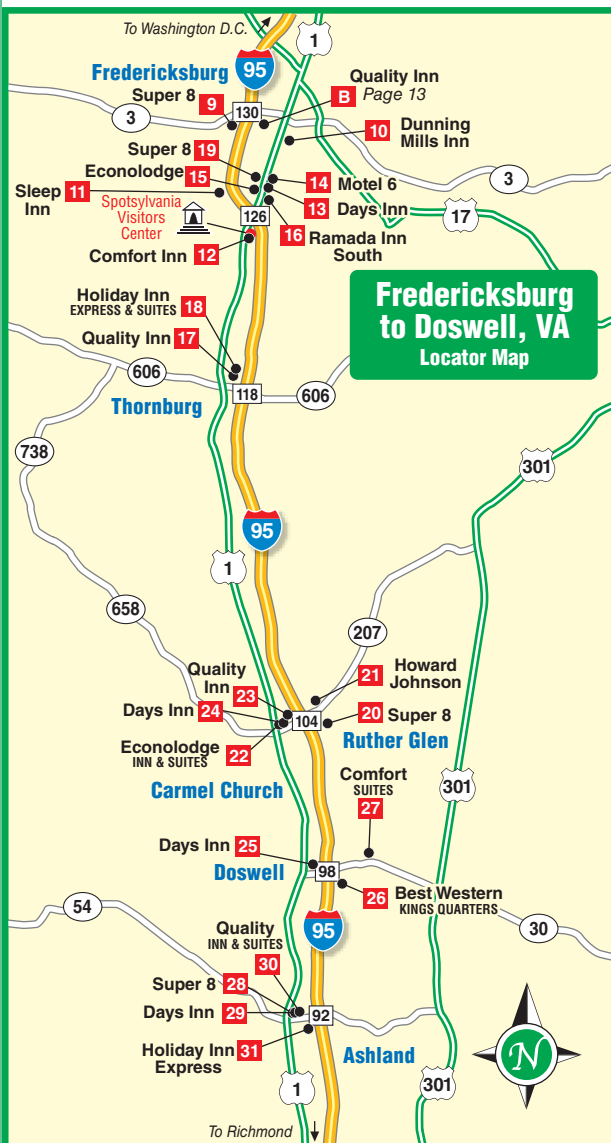 To Washington D.C.
1
Fredericksburg
95
Super 8 9
130
B Quality Inn
Page 13
3
10 Dunning
Mills Inn
Super 8 19
Econolodge 15
14 Motel 6
3
Sleep
Inn 11
13 Days Inn
17
Spotsylvania
Visitors
Center
126
16 Ramada Inn
South
Comfort Inn 12
Fredericksburg
to Doswell, VA
Locator Map
Holiday Inn
EXPRESS & SUITES 18
Quality Inn 17
606
118
606
Thornburg
738
301
95
1
658
207
Quality
Inn 23
21 Howard
Johnson
Days Inn 24
104
20 Super 8
Econolodge
INN & SUITES 22
Ruther Glen
Carmel Church
Comfort
SUITES
27
301
Days Inn 25
Doswell
98
26 Best Western
KINGS QUARTERS
54
30
95
Quality
INN & SUITES
30
Super 8 28
Days Inn 29
92
Holiday Inn
Express 31
Ashland
N
1
301
To Richmond